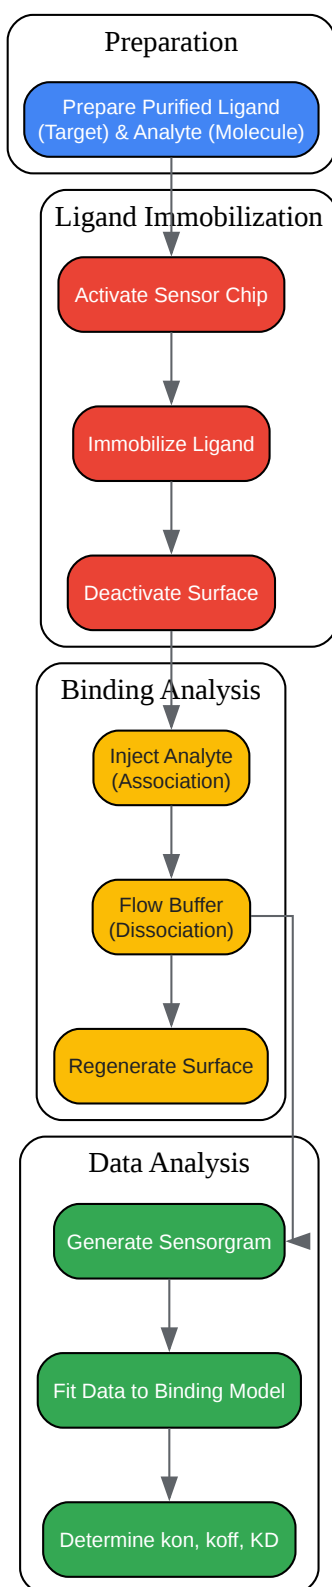 Preparation
Prepare Purified Ligand
(Target) & Analyte (Molecule)
Ligand Immobilization
Activate Sensor Chip
Immobilize Ligand
Deactivate Surface
Binding Analysis
Inject Analyte
(Association)
Flow Buffer
(Dissociation)
Regenerate Surface
Data Analysis
Generate Sensorgram
Fit Data to Binding Model
Determine kon, koff, KD